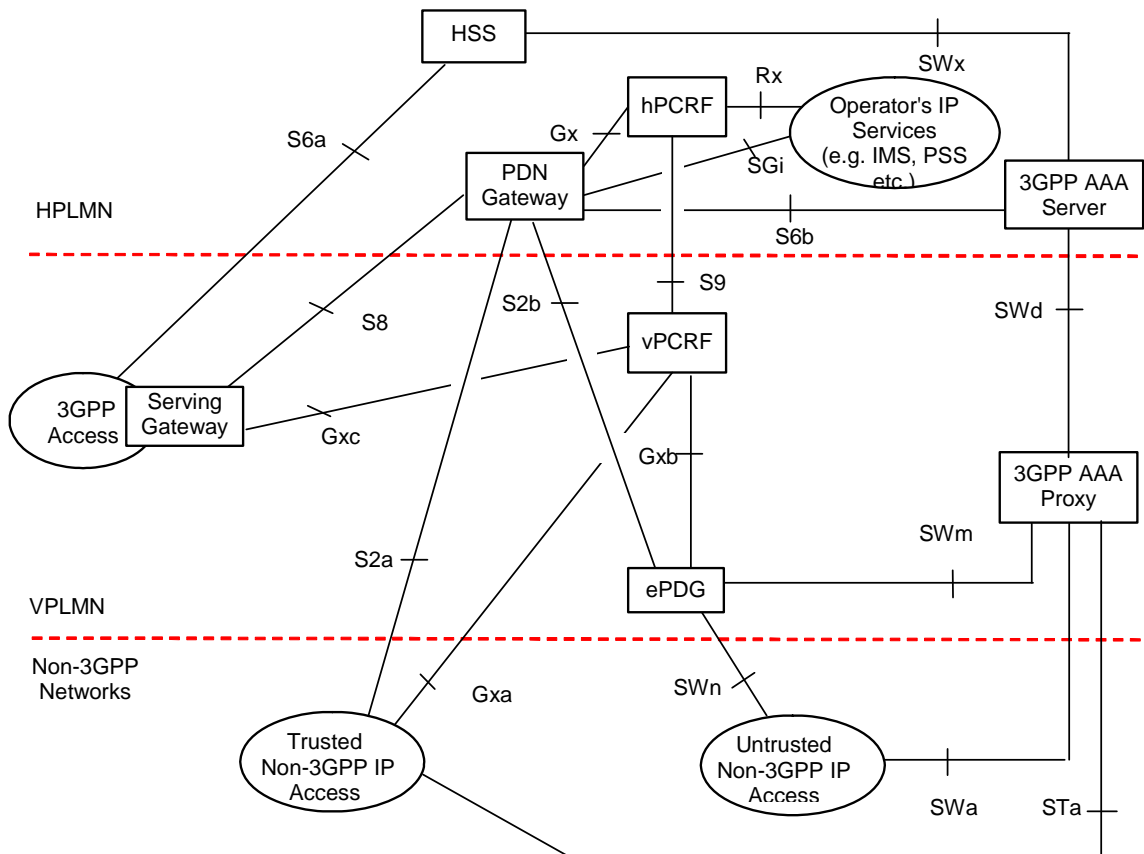 HSS
SWx
Rx
hPCRF
Operator's IP
Services
(e.g. IMS, PSS
etc.)
Gx
S6a
SGi
PDN
Gateway
3GPP AAA
Server
HPLMN
S6b
S2b
S9
SWd
S8
vPCRF
3GPP
Access
Serving
Gateway
Gxc
Gxb
3GPP AAA
Proxy
SWm
S2a
ePDG
VPLMN
Non-3GPP
Networks
Gxa
SWn
Trusted
Non-3GPP IP
Access
Untrusted
Non-3GPP IP
Access
SWa
STa